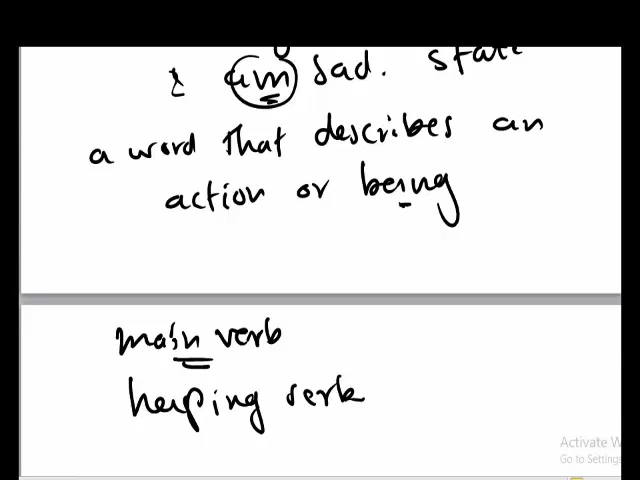 I am sad. state
a word that describes an
action or being
main verb
helping verb
Activate W
Go to Settings